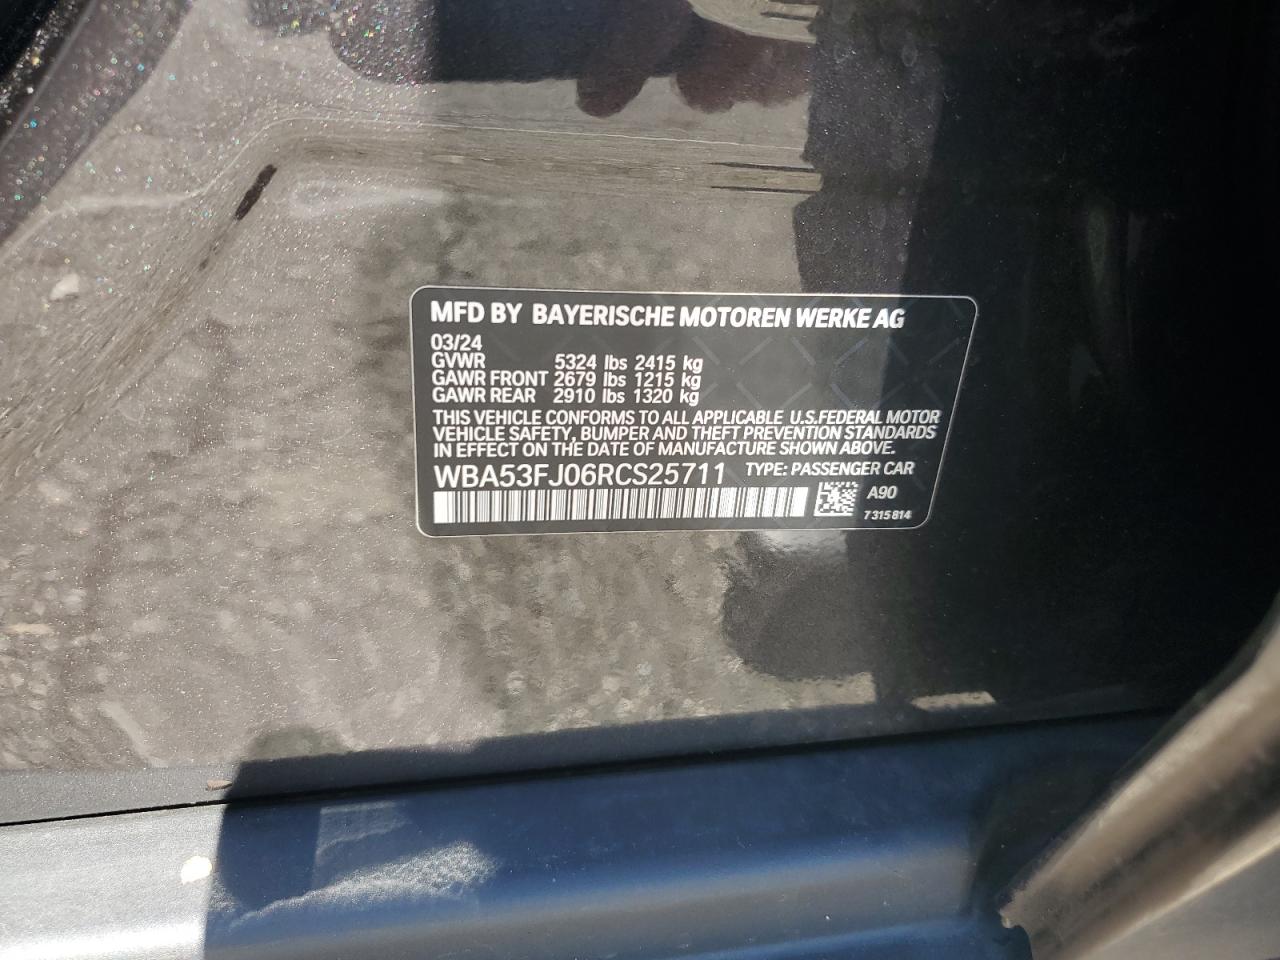 MFD BY BAYERISCHE MOTOREN WERKE AG
03/24
GVWR 5324 lbs 2415 kg
GAWR FRONT 2679 lbs 1215 kg
GAWR REAR 2910 lbs 1320 kg
THIS VEHICLE CONFORMS TO ALL APPLICABLE U.S.FEDERAL MOTOR
VEHICLE SAFETY, BUMPER AND THEFT PREVENTION STANDARDS
IN EFFECT ON THE DATE OF MANUFACTURE SHOWN ABOVE.
WBA53FJ06RCS25711 TYPE: PASSENGER CAR
A90
7315814